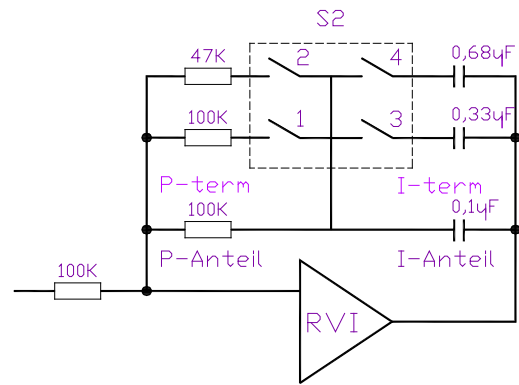 S2
47K 2 4 0,68µF
100K 1 3 0,33µF
P-term I-term
100K 0,1µF
P-Anteil I-Anteil
100K
RVI